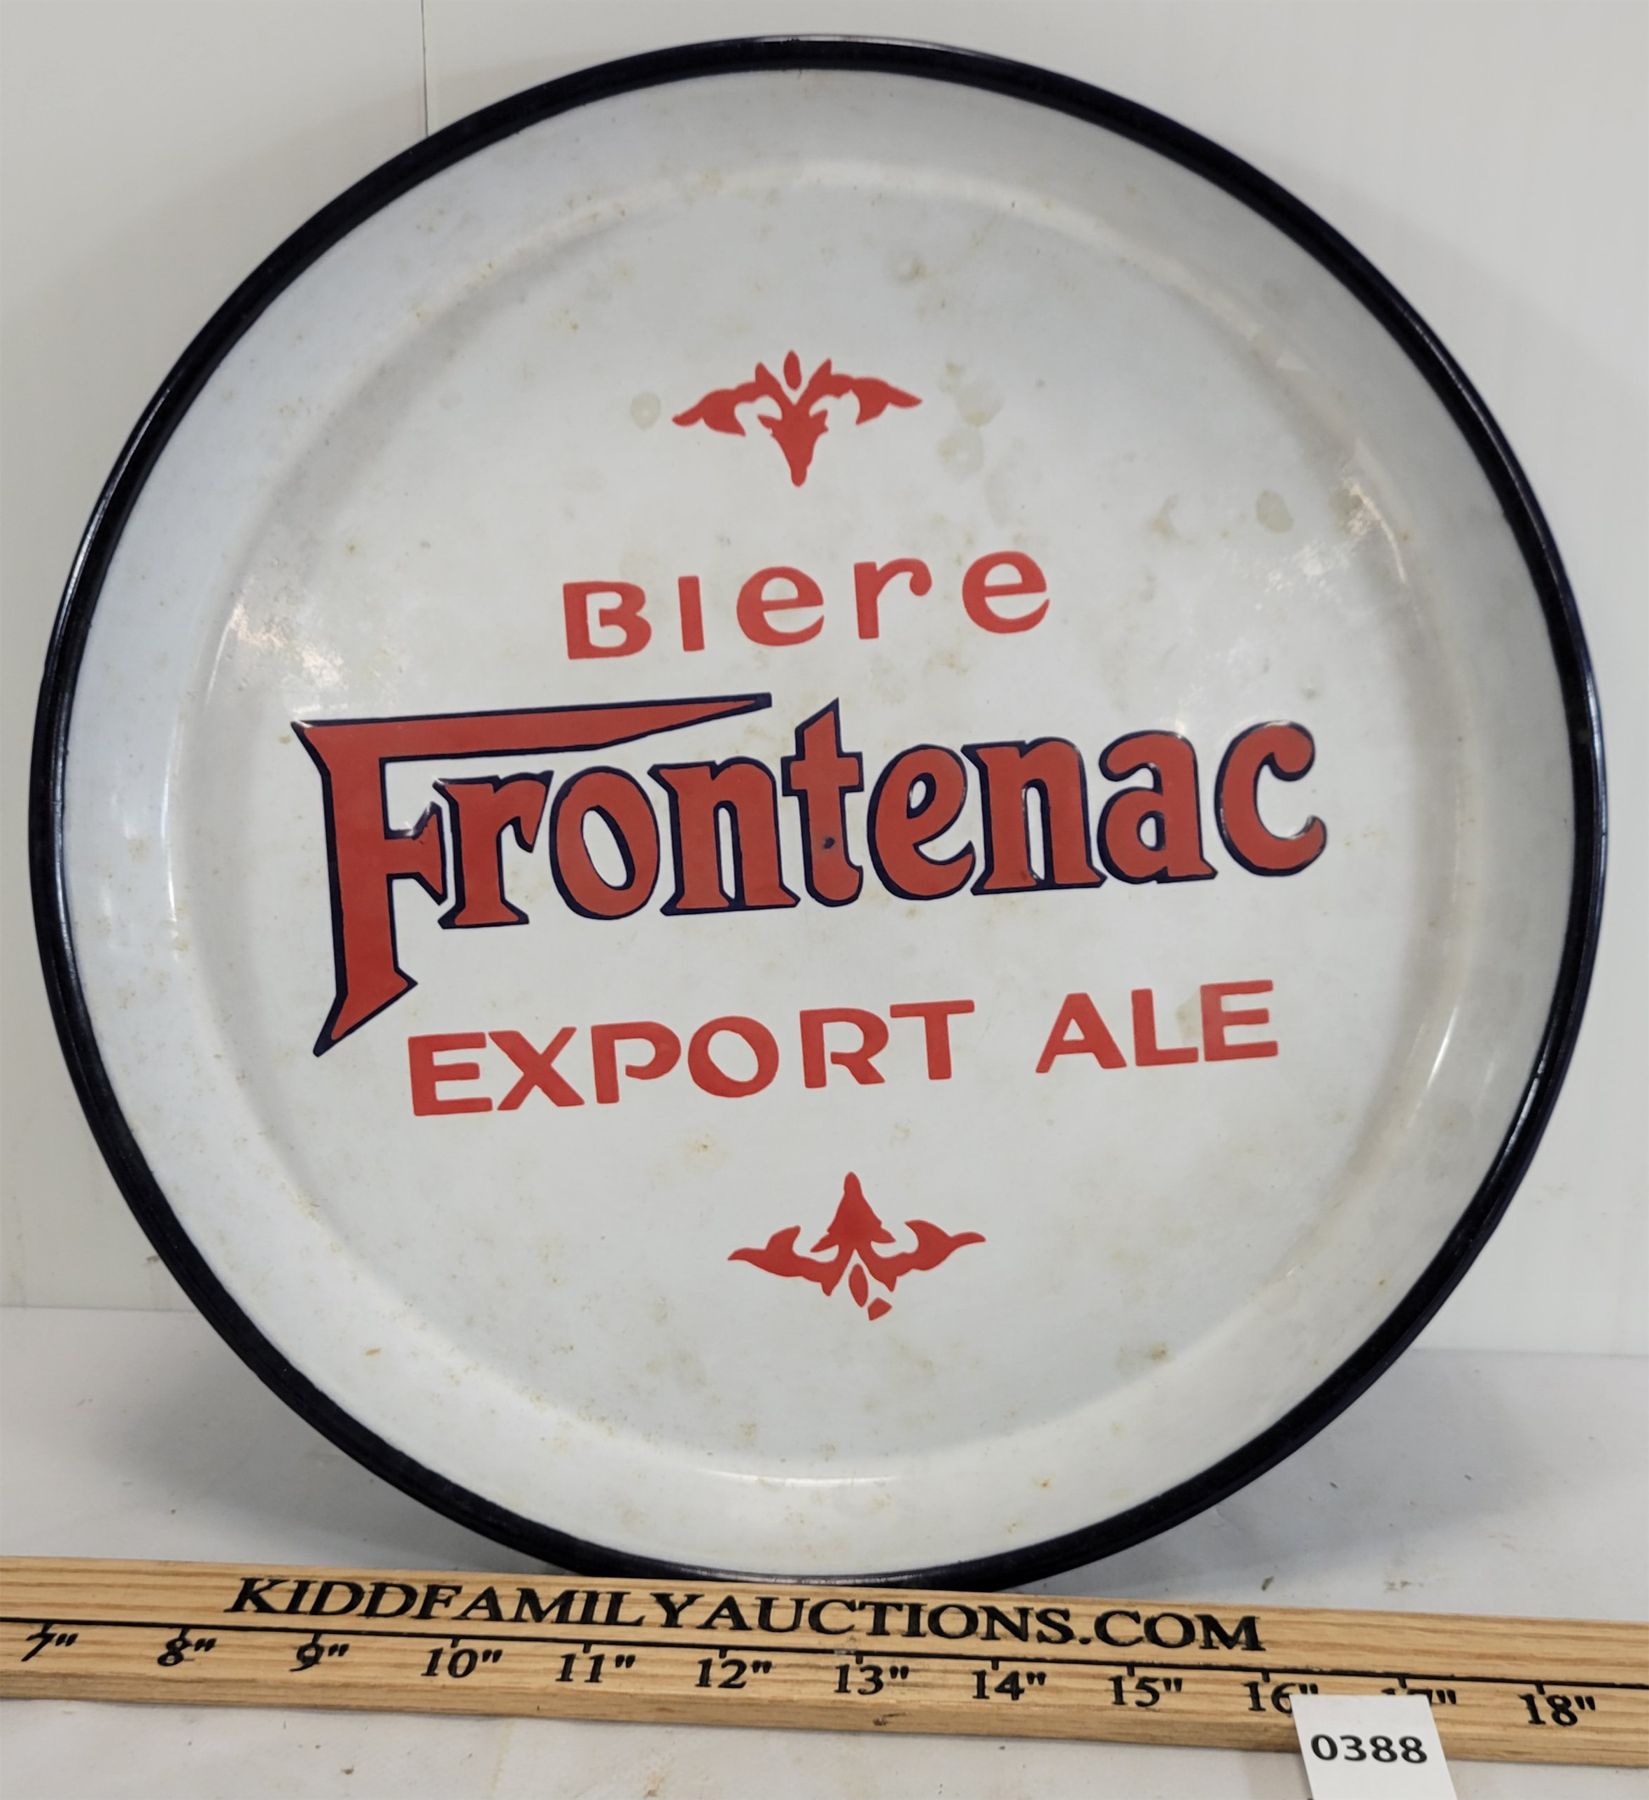 BIere
Frontenac
EXPORT ALE
KIDDFAMILYAUCTIONS.COM
7" 8" 9" 10" 11" 12" 13" 14" 15" 16" 17" 18"
0388